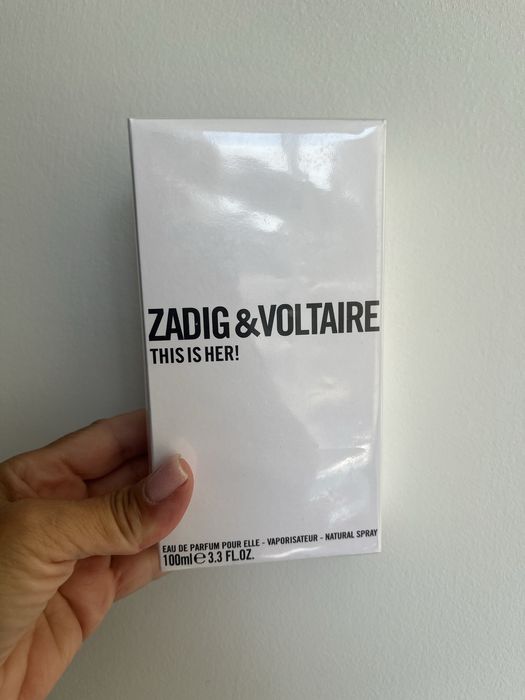 ZADIG &VOLTAIRE
THIS IS HER!
EAU DE PARFUM POUR ELLE - VAPORISATEUR - NATURAL SPRAY
100ml℮3.3 FL.OZ.